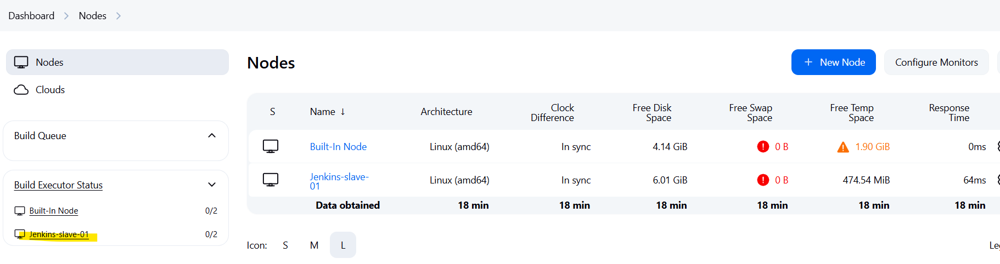 Dashboard > Nodes >
Nodes
Clouds
Build Queue
Build Executor Status
Built-In Node 0/2
Jenkins-slave-01 0/2
Nodes
+ New Node
Configure Monitors
S Name ↓ Architecture Clock Difference Free Disk Space Free Swap Space Free Temp Space Response Time
Built-In Node Linux (amd64) In sync 4.14 GiB 0 B 1.90 GiB 0ms
Jenkins-slave-01 Linux (amd64) In sync 6.01 GiB 0 B 474.54 MiB 64ms
Data obtained 18 min 18 min 18 min 18 min 18 min 18 min
Icon: S M L